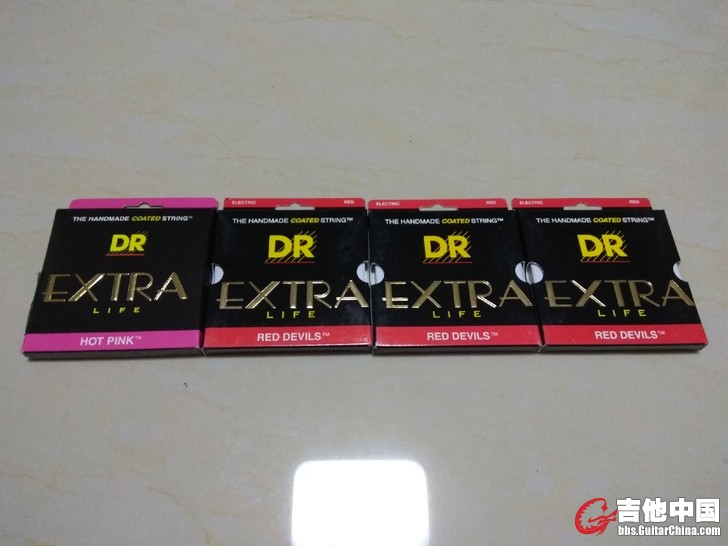 THE HANDMADE COATED STRING™
DR
EXTRA
LIFE
HOT PINK™
ELECTRIC RED
THE HANDMADE COATED STRING™
DR
EXTRA
LIFE
RED DEVILS™
ELECTRIC RED
THE HANDMADE COATED STRING™
DR
EXTRA
LIFE
RED DEVILS™
ELECTRIC RED
THE HANDMADE COATED STRING™
DR
EXTRA
LIFE
RED DEVILS™
吉他中国
bbs.GuitarChina.com